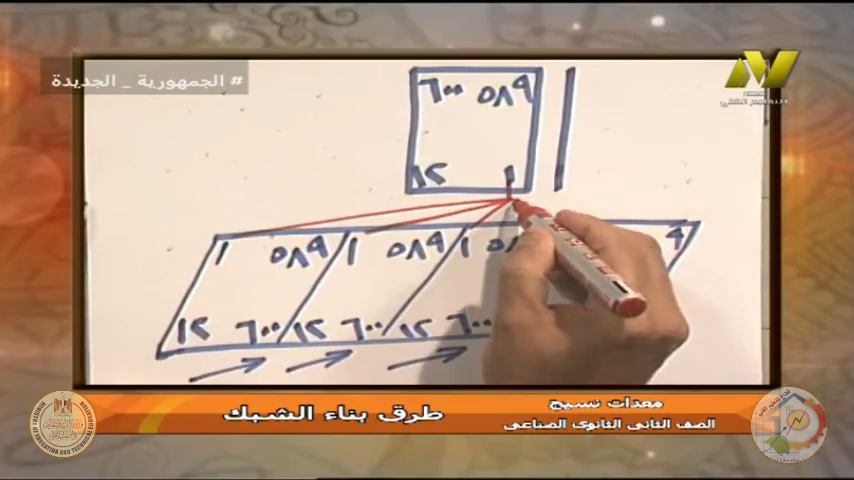 # الجمهورية _ الجديدة
٦٠٠ ٥٨٩
١٢ ١
١ ٥٨٩ ١ ٥٨٩ ١ ٥٨
١٢ ٦٠٠ ١٢ ٦٠٠ ١٢ ٦٠٠
معدات نسيج
الصف الثانى الثانوى الصناعى
طرق بناء الشبك